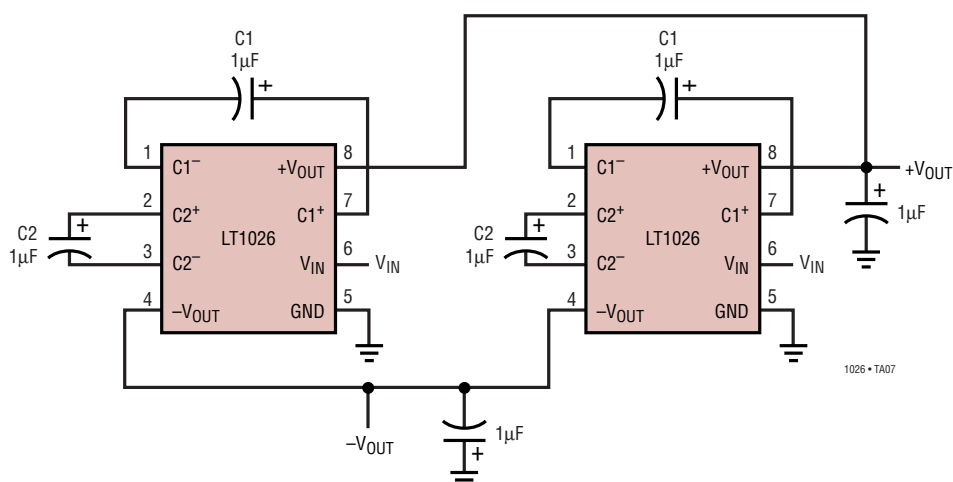 C1
1µF
+
1
C1⁻
+VOUT
8
2
C2⁺
C1⁺
7
C2
1µF
+
LT1026
3
C2⁻
VIN
6
VIN
4
–VOUT
GND
5
C1
1µF
+
1
C1⁻
+VOUT
8
+VOUT
2
C2⁺
C1⁺
7
+
1µF
C2
1µF
+
LT1026
3
C2⁻
VIN
6
VIN
4
–VOUT
GND
5
1026 • TA07
–VOUT
1µF
+